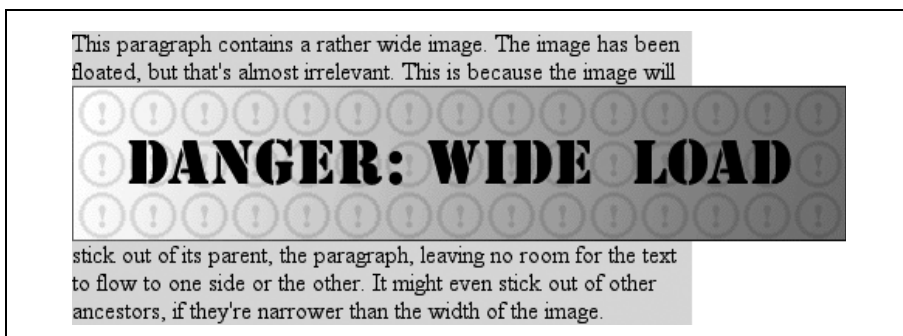 This paragraph contains a rather wide image. The image has been
floated, but that's almost irrelevant. This is because the image will
DANGER: WIDE LOAD
stick out of its parent, the paragraph, leaving no room for the text
to flow to one side or the other. It might even stick out of other
ancestors, if they're narrower than the width of the image.